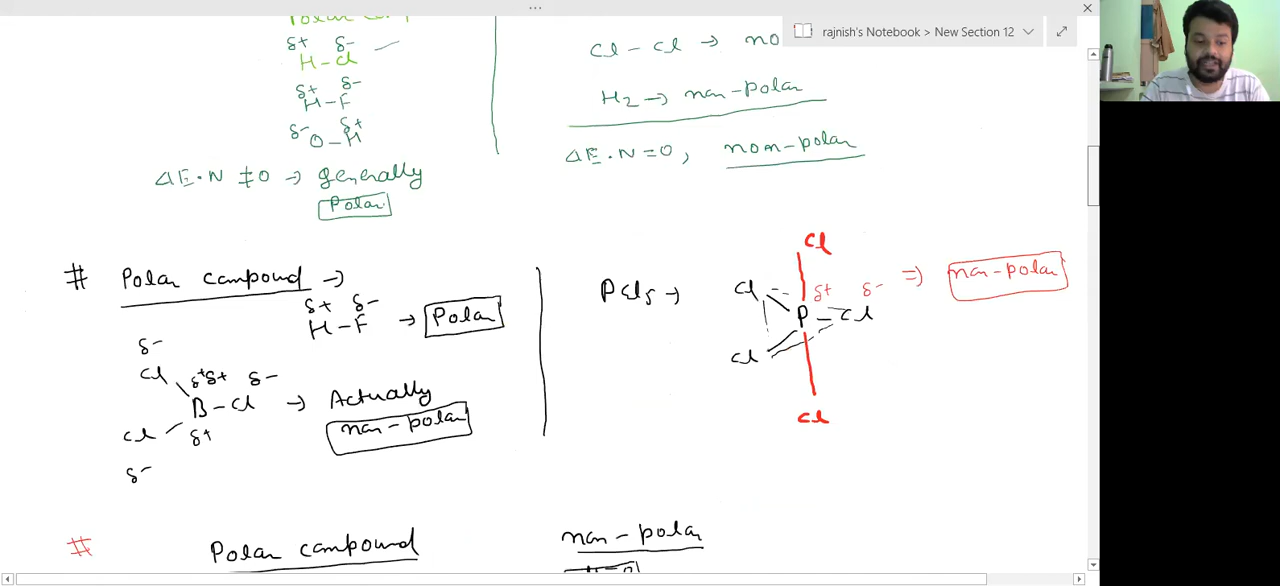 rajnish's Notebook > New Section 12
δ+ δ-
H-Cl
δ+ δ-
H-F
δ- δ+
O-H
ΔE.N ≠ 0 → generally
Polar
Cl-Cl →
H2 → non-polar
ΔE.N = 0, non-polar
# Polar compound →
δ+ δ-
H-F → Polar
δ-
Cl δ+δ+ δ-
B-Cl → Actually
non-polar
Cl δ+
δ-
PCl5 →
Cl
Cl δ+ δ- ⇒ non-polar
P-Cl
Cl
Cl
# Polar compound non-polar